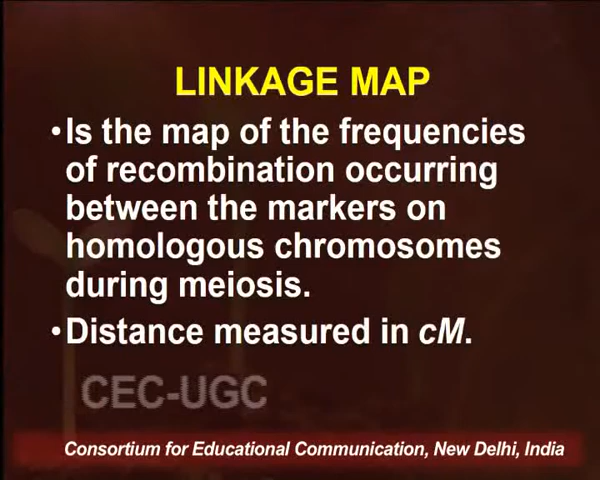 LINKAGE MAP
•Is the map of the frequencies
of recombination occurring
between the markers on
homologous chromosomes
during meiosis.
•Distance measured in cM.
CEC-UGC
Consortium for Educational Communication, New Delhi, India